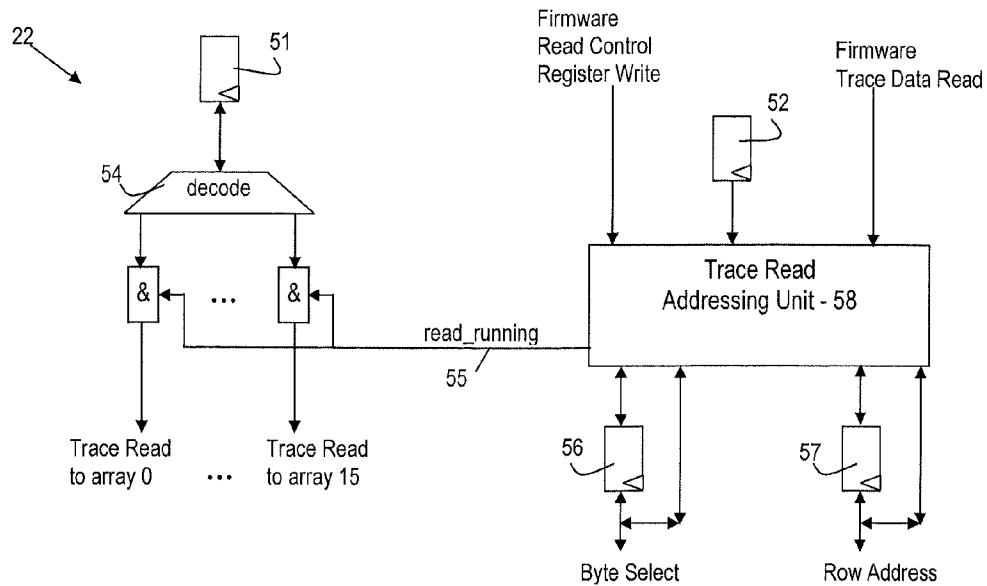 22
51
54
decode
&
...
&
Trace Read
to array 0
...
Trace Read
to array 15
read_running
55
Firmware
Read Control
Register Write
Firmware
Trace Data Read
52
Trace Read
Addressing Unit - 58
56
57
Byte Select
Row Address